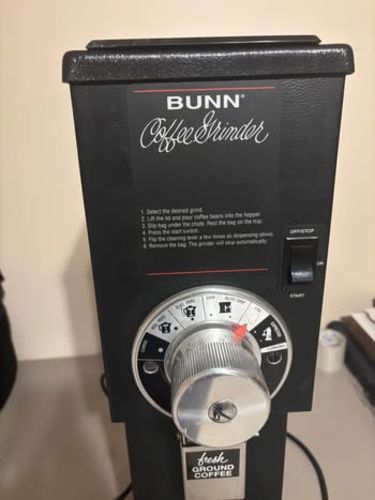 BUNN®
Coffee Grinder
1. Select the desired grind.
2. Lift the lid and pour coffee beans into the hopper.
3. Slip bag under the chute. Rest the bag on the tray.
4. Press the start switch.
5. Flip the cleaning lever a few times as dispensing slows.
6. Remove the bag. The grinder will stop automatically.
OFF/STOP
ON
START
DRIP
fresh
GROUND
COFFEE